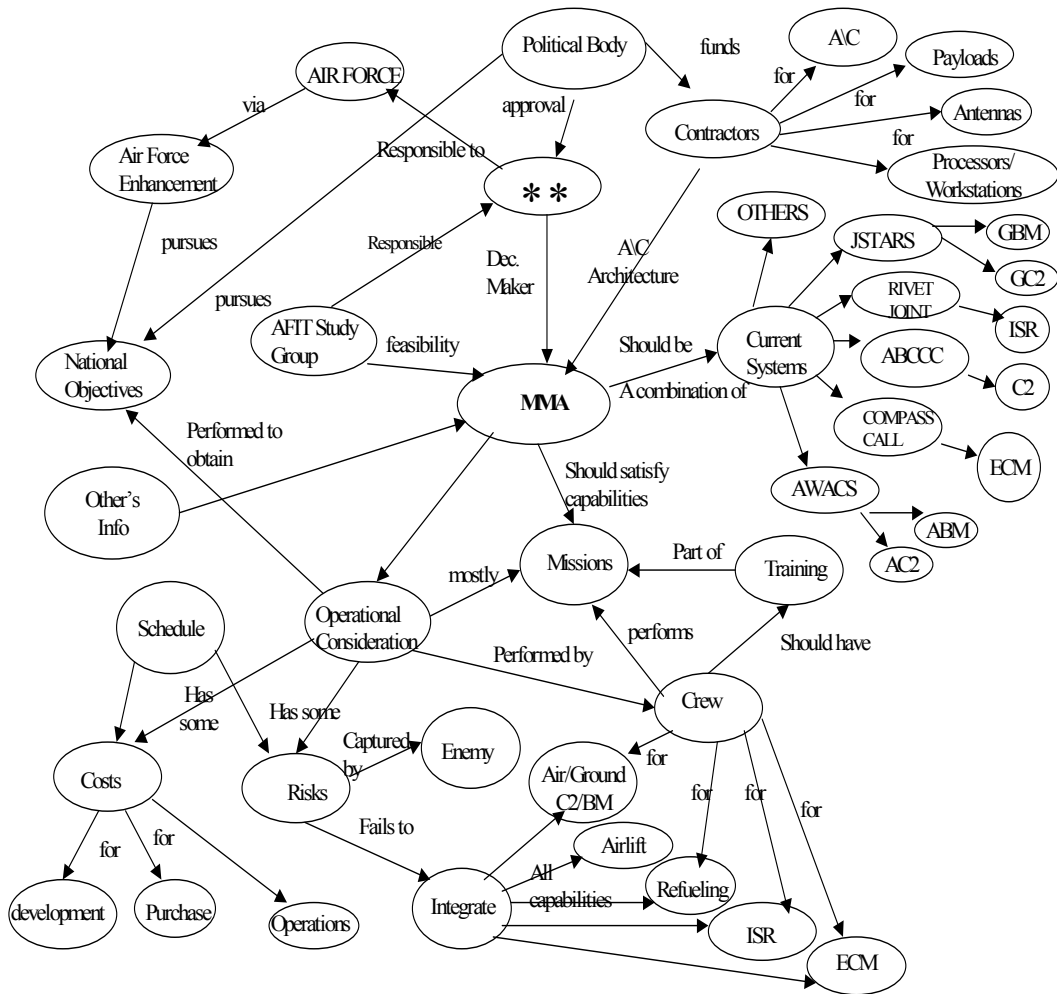 Political Body
funds
A\C
Payloads
AIR FORCE
for
via
approval
for
Antennas
Contractors
for
Air Force
Enhancement
Responsible to
Processors/
Workstations
**
OTHERS
GBM
JSTARS
pursues
Responsible
Dec.
Maker
A\C
Architecture
GC2
pursues
RIVET
JOINT
ISR
AFIT Study
Group
feasibility
Should be
Current
Systems
ABCCC
National
Objectives
MMA
A combination of
C2
COMPASS
CALL
Performed to
obtain
ECM
Should satisfy
capabilities
AWACS
Other's
Info
ABM
AC2
Missions
Part of
Training
mostly
Schedule
Operational
Consideration
performs
Should have
Performed by
Has
some
Has some
Crew
Captured
by
Enemy
for
Costs
Risks
Air/Ground
C2/BM
for
for
for
Fails to
for
for
Airlift
All
capabilities
Refueling
development
Purchase
Operations
Integrate
ISR
ECM